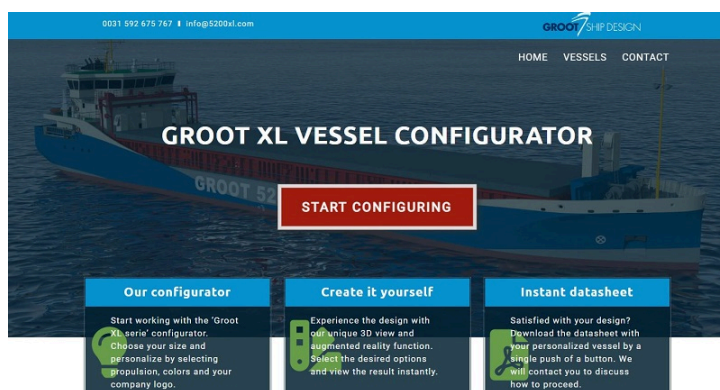 0031 592 675 767 info@5200xl.com
GROOT SHIP DESIGN
HOME VESSELS CONTACT
GROOT XL VESSEL CONFIGURATOR
GROOT 52
START CONFIGURING
Our configurator
Start working with the 'Groot
XL serie' configurator.
Choose your size and
personalize by selecting
propulsion, colors and your
company logo.
Create it yourself
Experience the design with
our unique 3D view and
augmented reality function.
Select the desired options
and view the result instantly.
Instant datasheet
Satisfied with your design?
Download the datasheet with
your personalized vessel by a
single push of a button. We
will contact you to discuss
how to proceed.